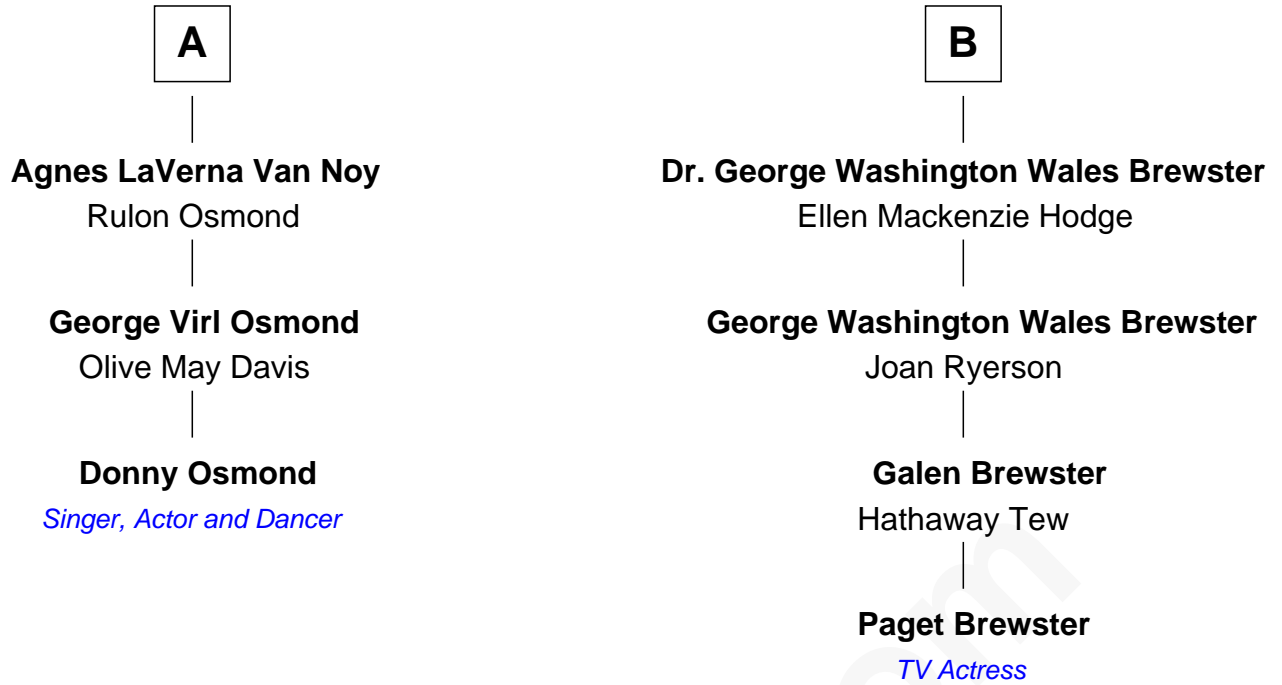 A
Agnes LaVerna Van Noy
Rulon Osmond
George Virl Osmond
Olive May Davis
Donny Osmond
Singer, Actor and Dancer
B
Dr. George Washington Wales Brewster
Ellen Mackenzie Hodge
George Washington Wales Brewster
Joan Ryerson
Galen Brewster
Hathaway Tew
Paget Brewster
TV Actress